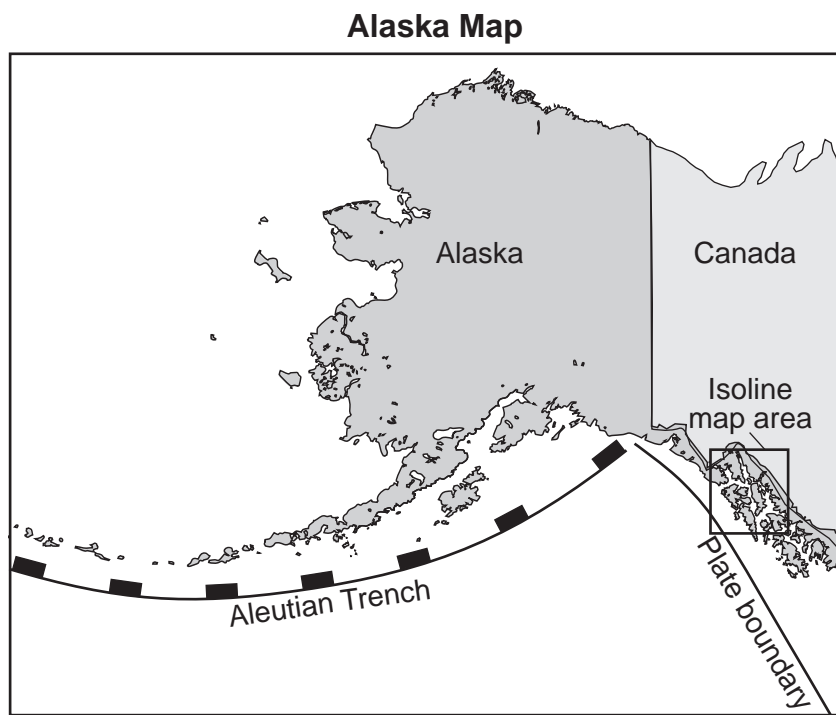 Alaska Map
Alaska
Canada
Isoline
map area
Aleutian Trench
Plate boundary